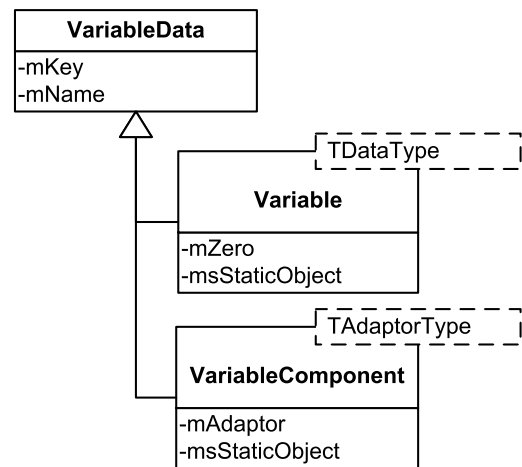 VariableData
-mKey
-mName
TDataType
Variable
-mZero
-msStaticObject
TAdaptorType
VariableComponent
-mAdaptor
-msStaticObject